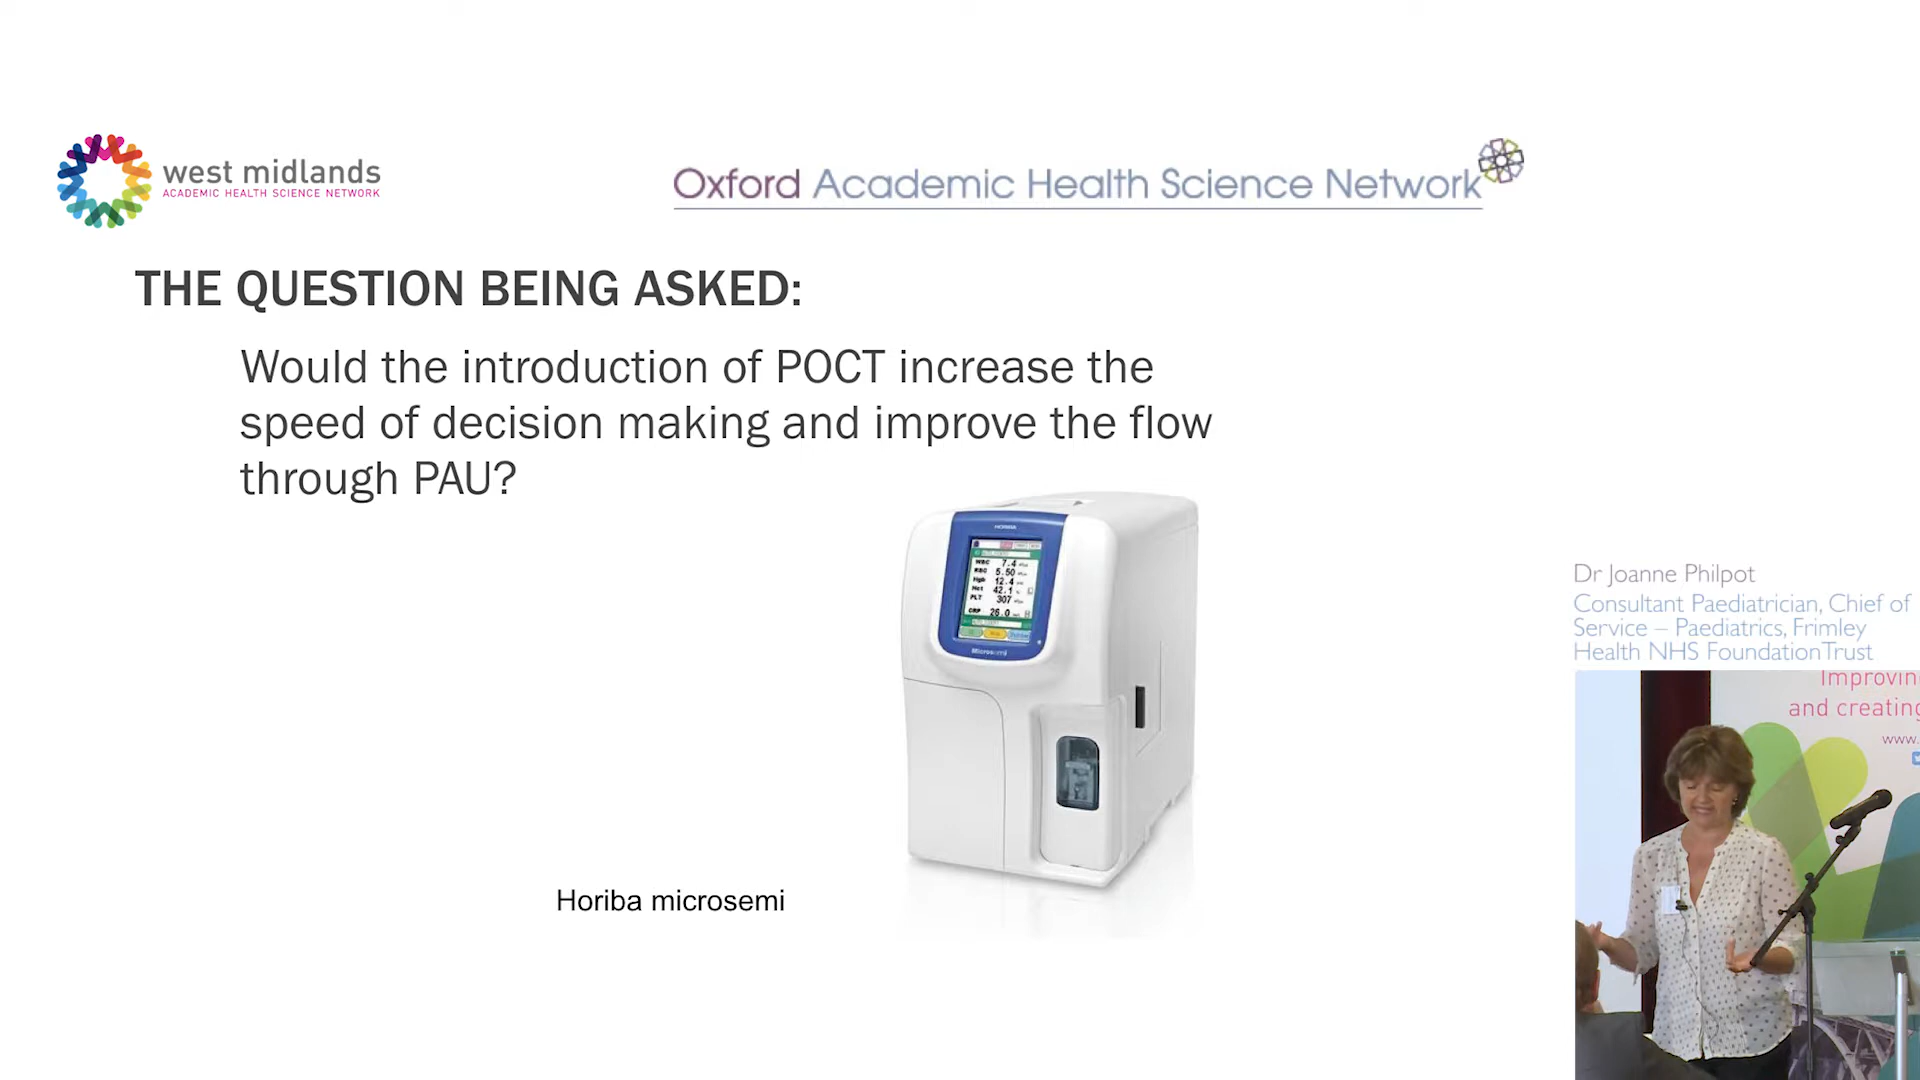 west midlands
ACADEMIC HEALTH SCIENCE NETWORK
Oxford Academic Health Science Network
THE QUESTION BEING ASKED:
Would the introduction of POCT increase the
speed of decision making and improve the flow
through PAU?
HORIBA
WBC 7.4
RBC 5.50
Hgb 12.4
Hct 42.1
PLT 307
CRP 26.0
Microsemi
Horiba microsemi
Dr Joanne Philpot
Consultant Paediatrician, Chief of
Service – Paediatrics, Frimley
Health NHS FoundationTrust
Improvin
and creating
www.